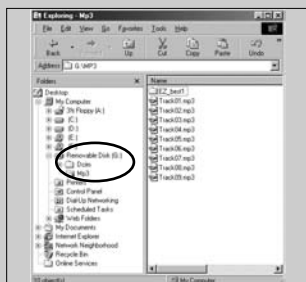 Exploring - Mp3
File Edit View Go Favorites Tools Help
Back Up Cut Copy Paste Undo
Address G:\MP3
Folders
Desktop
My Computer
3½ Floppy (A:)
(C:)
(D:)
(E:)
Removable Disk (G:)
Dcim
Mp3
Printers
Control Panel
Dial-Up Networking
Scheduled Tasks
Web Folders
My Documents
Internet Explorer
Network Neighborhood
Recycle Bin
Online Services
Name
EZ_best1
Track01.mp3
Track02.mp3
Track03.mp3
Track04.mp3
Track05.mp3
Track06.mp3
Track07.mp3
Track08.mp3
Track09.mp3
My Computer